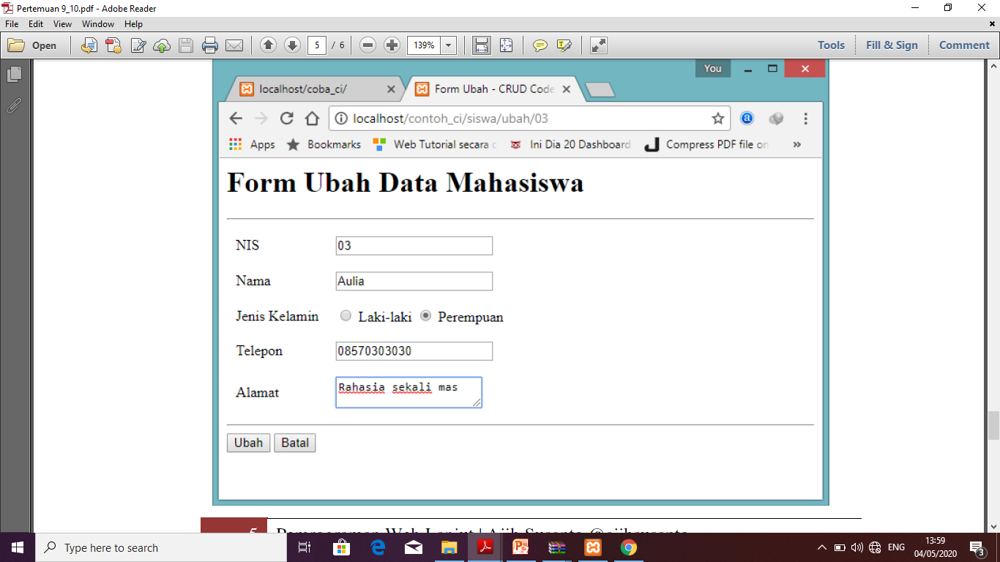 Pertemuan 9_10.pdf - Adobe Reader
File Edit View Window Help
Open 5 / 6 139% Tools Fill & Sign Comment
You
localhost/coba_ci/ Form Ubah - CRUD Code
localhost/contoh_ci/siswa/ubah/03
Apps Bookmarks Web Tutorial secara Ini Dia 20 Dashboard Compress PDF file on »
Form Ubah Data Mahasiswa
NIS 03
Nama Aulia
Jenis Kelamin Laki-laki Perempuan
Telepon 08570303030
Alamat Rahasia sekali mas
Ubah Batal
5 Pemrograman Web Lanjut |
Type here to search
ENG 13:59
04/05/2020 3